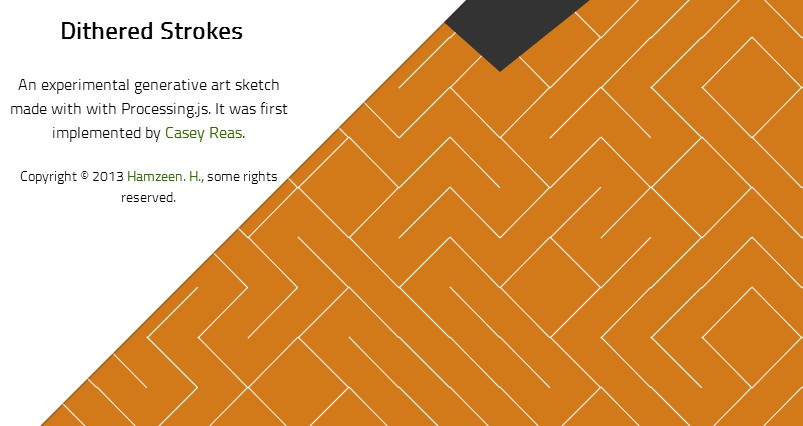 Dithered Strokes
An experimental generative art sketch
made with with Processing.js. It was first
implemented by Casey Reas.
Copyright © 2013 Hamzeen. H., some rights
reserved.